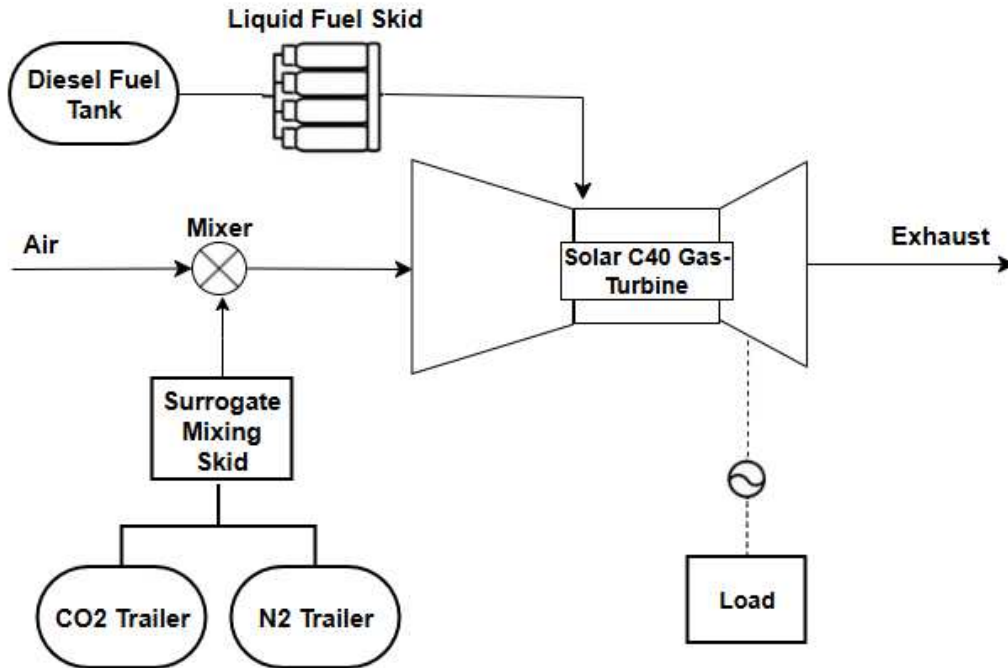 Liquid Fuel Skid
Diesel Fuel
Tank
Mixer
Air
Solar C40 Gas-
Turbine
Exhaust
Surrogate
Mixing
Skid
CO2 Trailer
N2 Trailer
Load